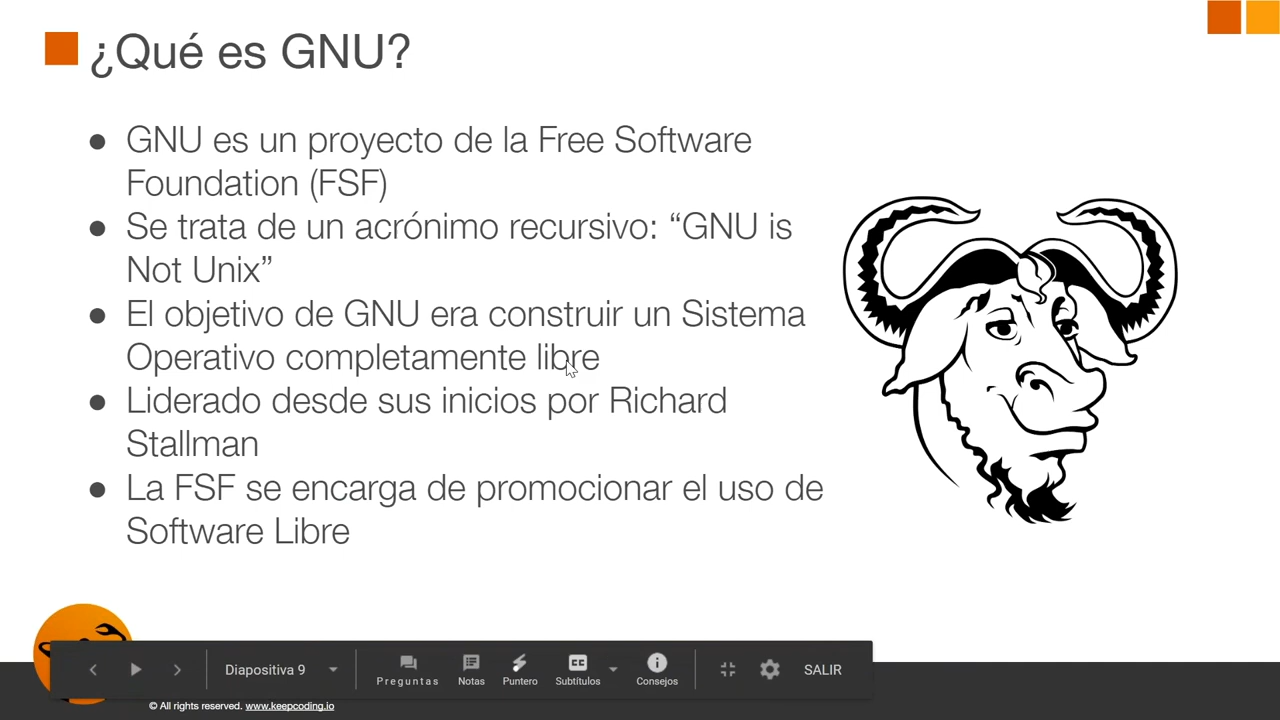 ¿Qué es GNU?
● GNU es un proyecto de la Free Software
Foundation (FSF)
● Se trata de un acrónimo recursivo: “GNU is
Not Unix”
● El objetivo de GNU era construir un Sistema
Operativo completamente libre
● Liderado desde sus inicios por Richard
Stallman
● La FSF se encarga de promocionar el uso de
Software Libre
Diapositiva 9
Preguntas
Notas
Puntero
CC
Subtítulos
Consejos
SALIR
© All rights reserved. www.keepcoding.io